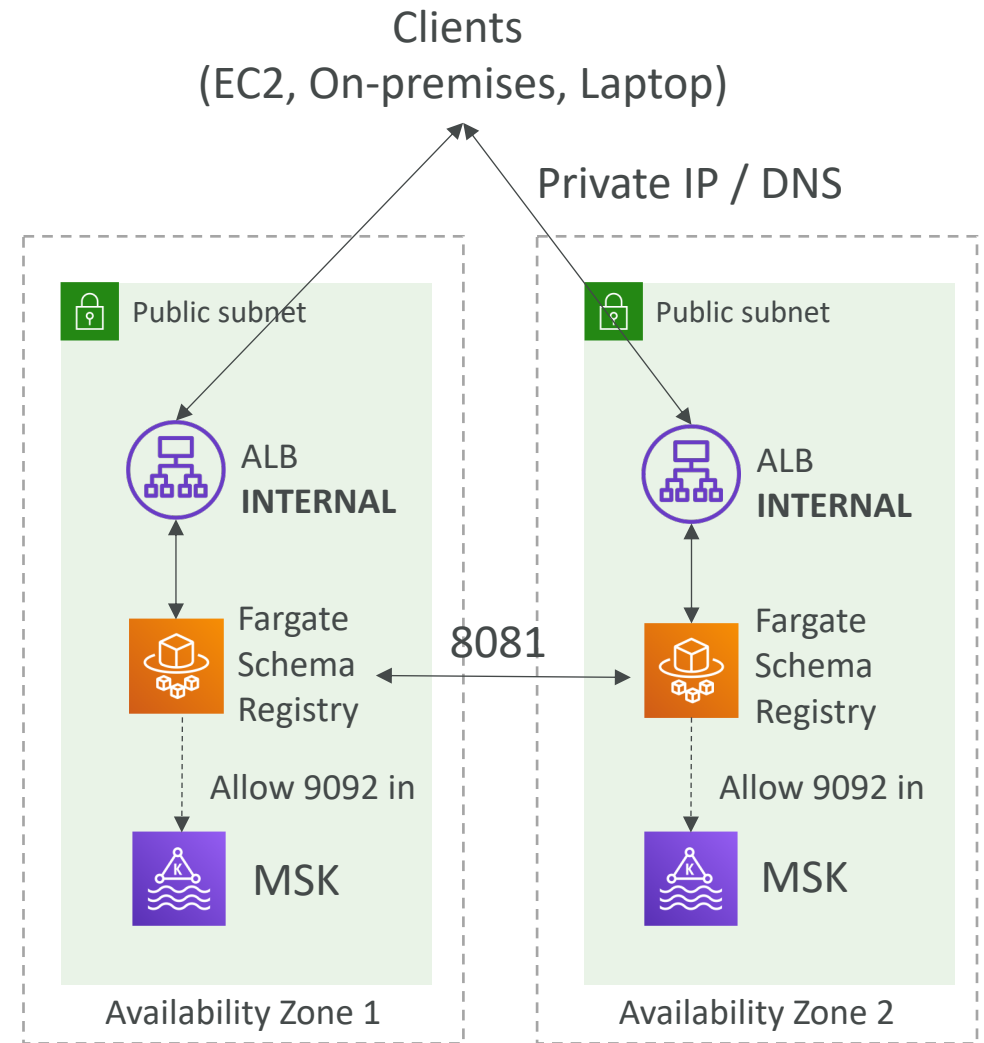 Clients
(EC2, On-premises, Laptop)
Private IP / DNS
Public subnet
ALB
INTERNAL
Fargate
Schema
Registry
Allow 9092 in
K
MSK
Availability Zone 1
8081
Public subnet
ALB
INTERNAL
Fargate
Schema
Registry
Allow 9092 in
K
MSK
Availability Zone 2